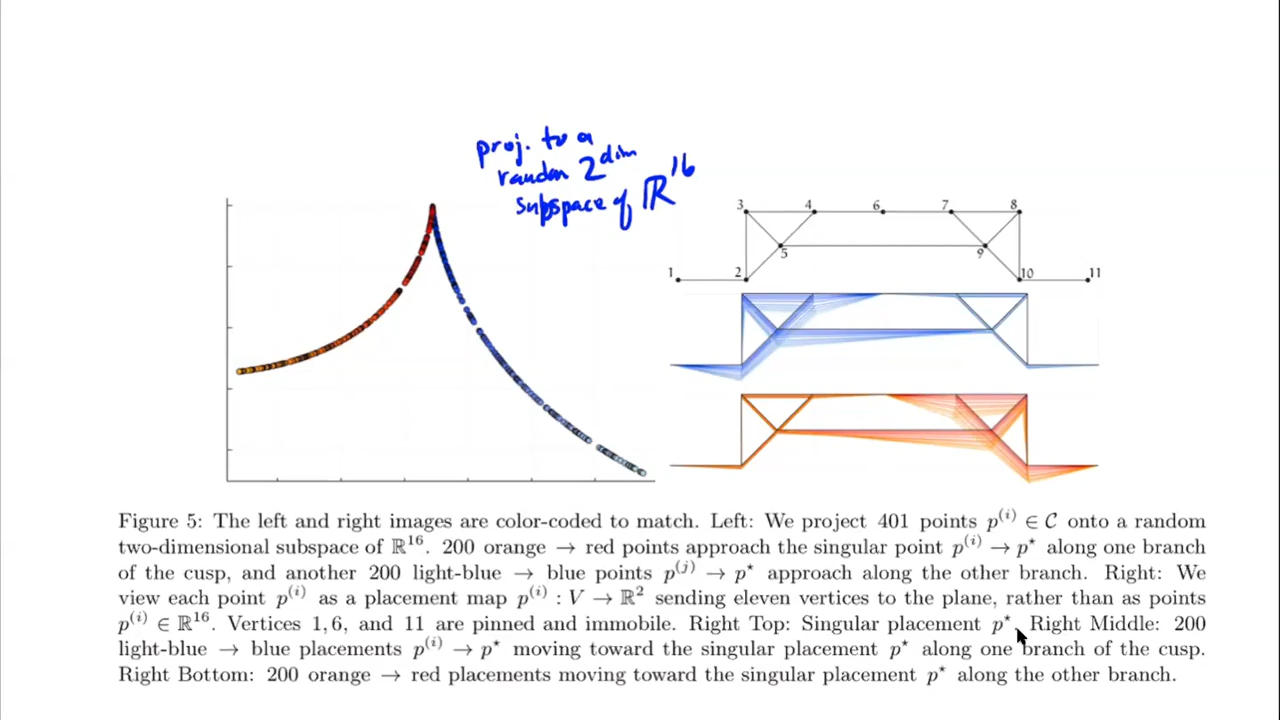 proj. to a
random 2 dim
subspace of ℝ¹⁶
3 4 6 7 8
5 9
1 2 10 11
Figure 5: The left and right images are color-coded to match. Left: We project 401 points p⁽ⁱ⁾ ∈ 𝒞 onto a random
two-dimensional subspace of ℝ¹⁶. 200 orange → red points approach the singular point p⁽ⁱ⁾ → p⋆ along one branch
of the cusp, and another 200 light-blue → blue points p⁽ʲ⁾ → p⋆ approach along the other branch. Right: We
view each point p⁽ⁱ⁾ as a placement map p⁽ⁱ⁾ : V → ℝ² sending eleven vertices to the plane, rather than as points
p⁽ⁱ⁾ ∈ ℝ¹⁶. Vertices 1, 6, and 11 are pinned and immobile. Right Top: Singular placement p⋆. Right Middle: 200
light-blue → blue placements p⁽ⁱ⁾ → p⋆ moving toward the singular placement p⋆ along one branch of the cusp.
Right Bottom: 200 orange → red placements moving toward the singular placement p⋆ along the other branch.